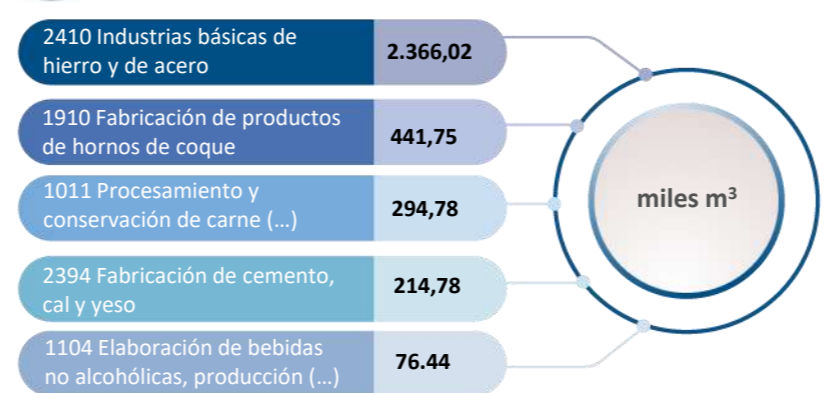 2410 Industrias básicas de
hierro y de acero
2.366,02
1910 Fabricación de productos
de hornos de coque
441,75
1011 Procesamiento y
conservación de carne (...)
294,78
2394 Fabricación de cemento,
cal y yeso
214,78
1104 Elaboración de bebidas
no alcohólicas, producción (...)
76.44
miles m³